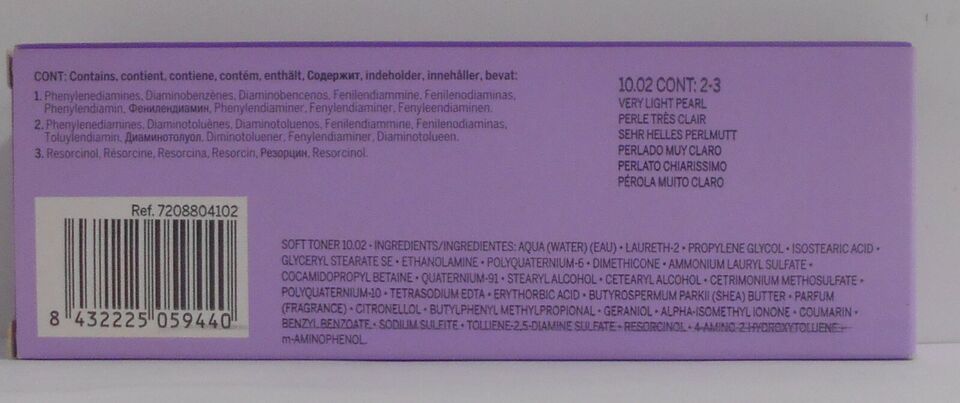 CONT: Contains, contient, contiene, contém, enthält, Содержит, indeholder, innehåller, bevat:
1. Phenylenediamines, Diaminobenzènes, Diaminobencenos, Fenilendiammine, Fenilenodiaminas,
Phenylendiamin, Фенилендиамин, Phenylendiaminer, Fenylendiaminer, Fenyleendiaminen.
2. Phenylenediamines, Diaminotoluènes, Diaminotoluenos, Fenilendiammine, Fenilenodiaminas,
Toluylendiamin, Диаминотолуол, Diminotoluener, Fenylendiaminer, Diaminotolueen.
3. Resorcinol, Résorcine, Resorcina, Resorcin, Резорцин, Resorcinol.
10.02 CONT: 2-3
VERY LIGHT PEARL
PERLE TRÈS CLAIR
SEHR HELLES PERLMUTT
PERLADO MUY CLARO
PERLATO CHIARISSIMO
PÉROLA MUITO CLARO
Ref. 7208804102
8 432225 059440
SOFT TONER 10.02 • INGREDIENTS/INGREDIENTES: AQUA (WATER) (EAU) • LAURETH-2 • PROPYLENE GLYCOL • ISOSTEARIC ACID •
GLYCERYL STEARATE SE • ETHANOLAMINE • POLYQUATERNIUM-6 • DIMETHICONE • AMMONIUM LAURYL SULFATE •
COCAMIDOPROPYL BETAINE • QUATERNIUM-91 • STEARYL ALCOHOL • CETEARYL ALCOHOL • CETRIMONIUM METHOSULFATE •
POLYQUATERNIUM-10 • TETRASODIUM EDTA • ERYTHORBIC ACID • BUTYROSPERMUM PARKII (SHEA) BUTTER • PARFUM
(FRAGRANCE) • CITRONELLOL • BUTYLPHENYL METHYLPROPIONAL • GERANIOL • ALPHA-ISOMETHYL IONONE • COUMARIN •
BENZYL BENZOATE • SODIUM SULFITE • TOLUENE-2,5-DIAMINE SULFATE • RESORCINOL • 4-AMINO-2-HYDROXYTOLUENE •
m-AMINOPHENOL.